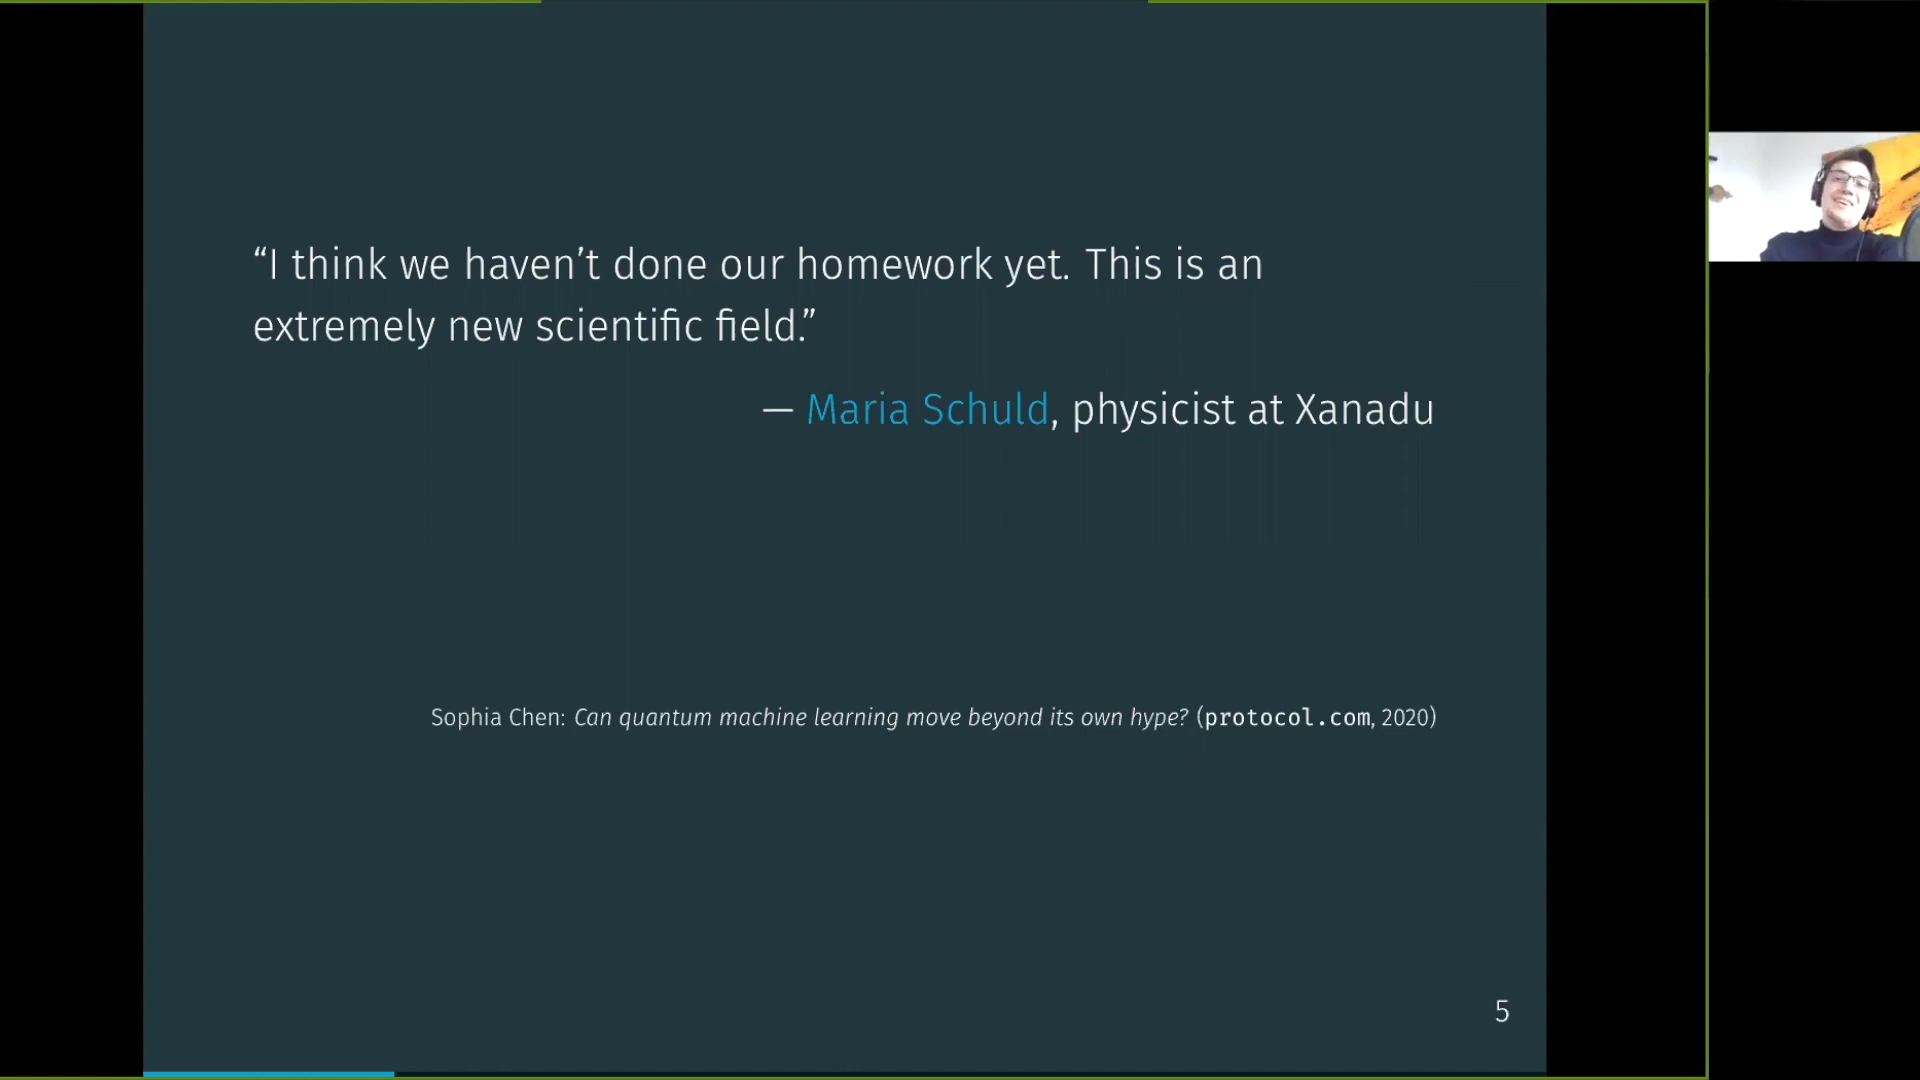 “I think we haven’t done our homework yet. This is an
extremely new scientific field.”
— Maria Schuld, physicist at Xanadu
Sophia Chen: Can quantum machine learning move beyond its own hype? (protocol.com, 2020)
5